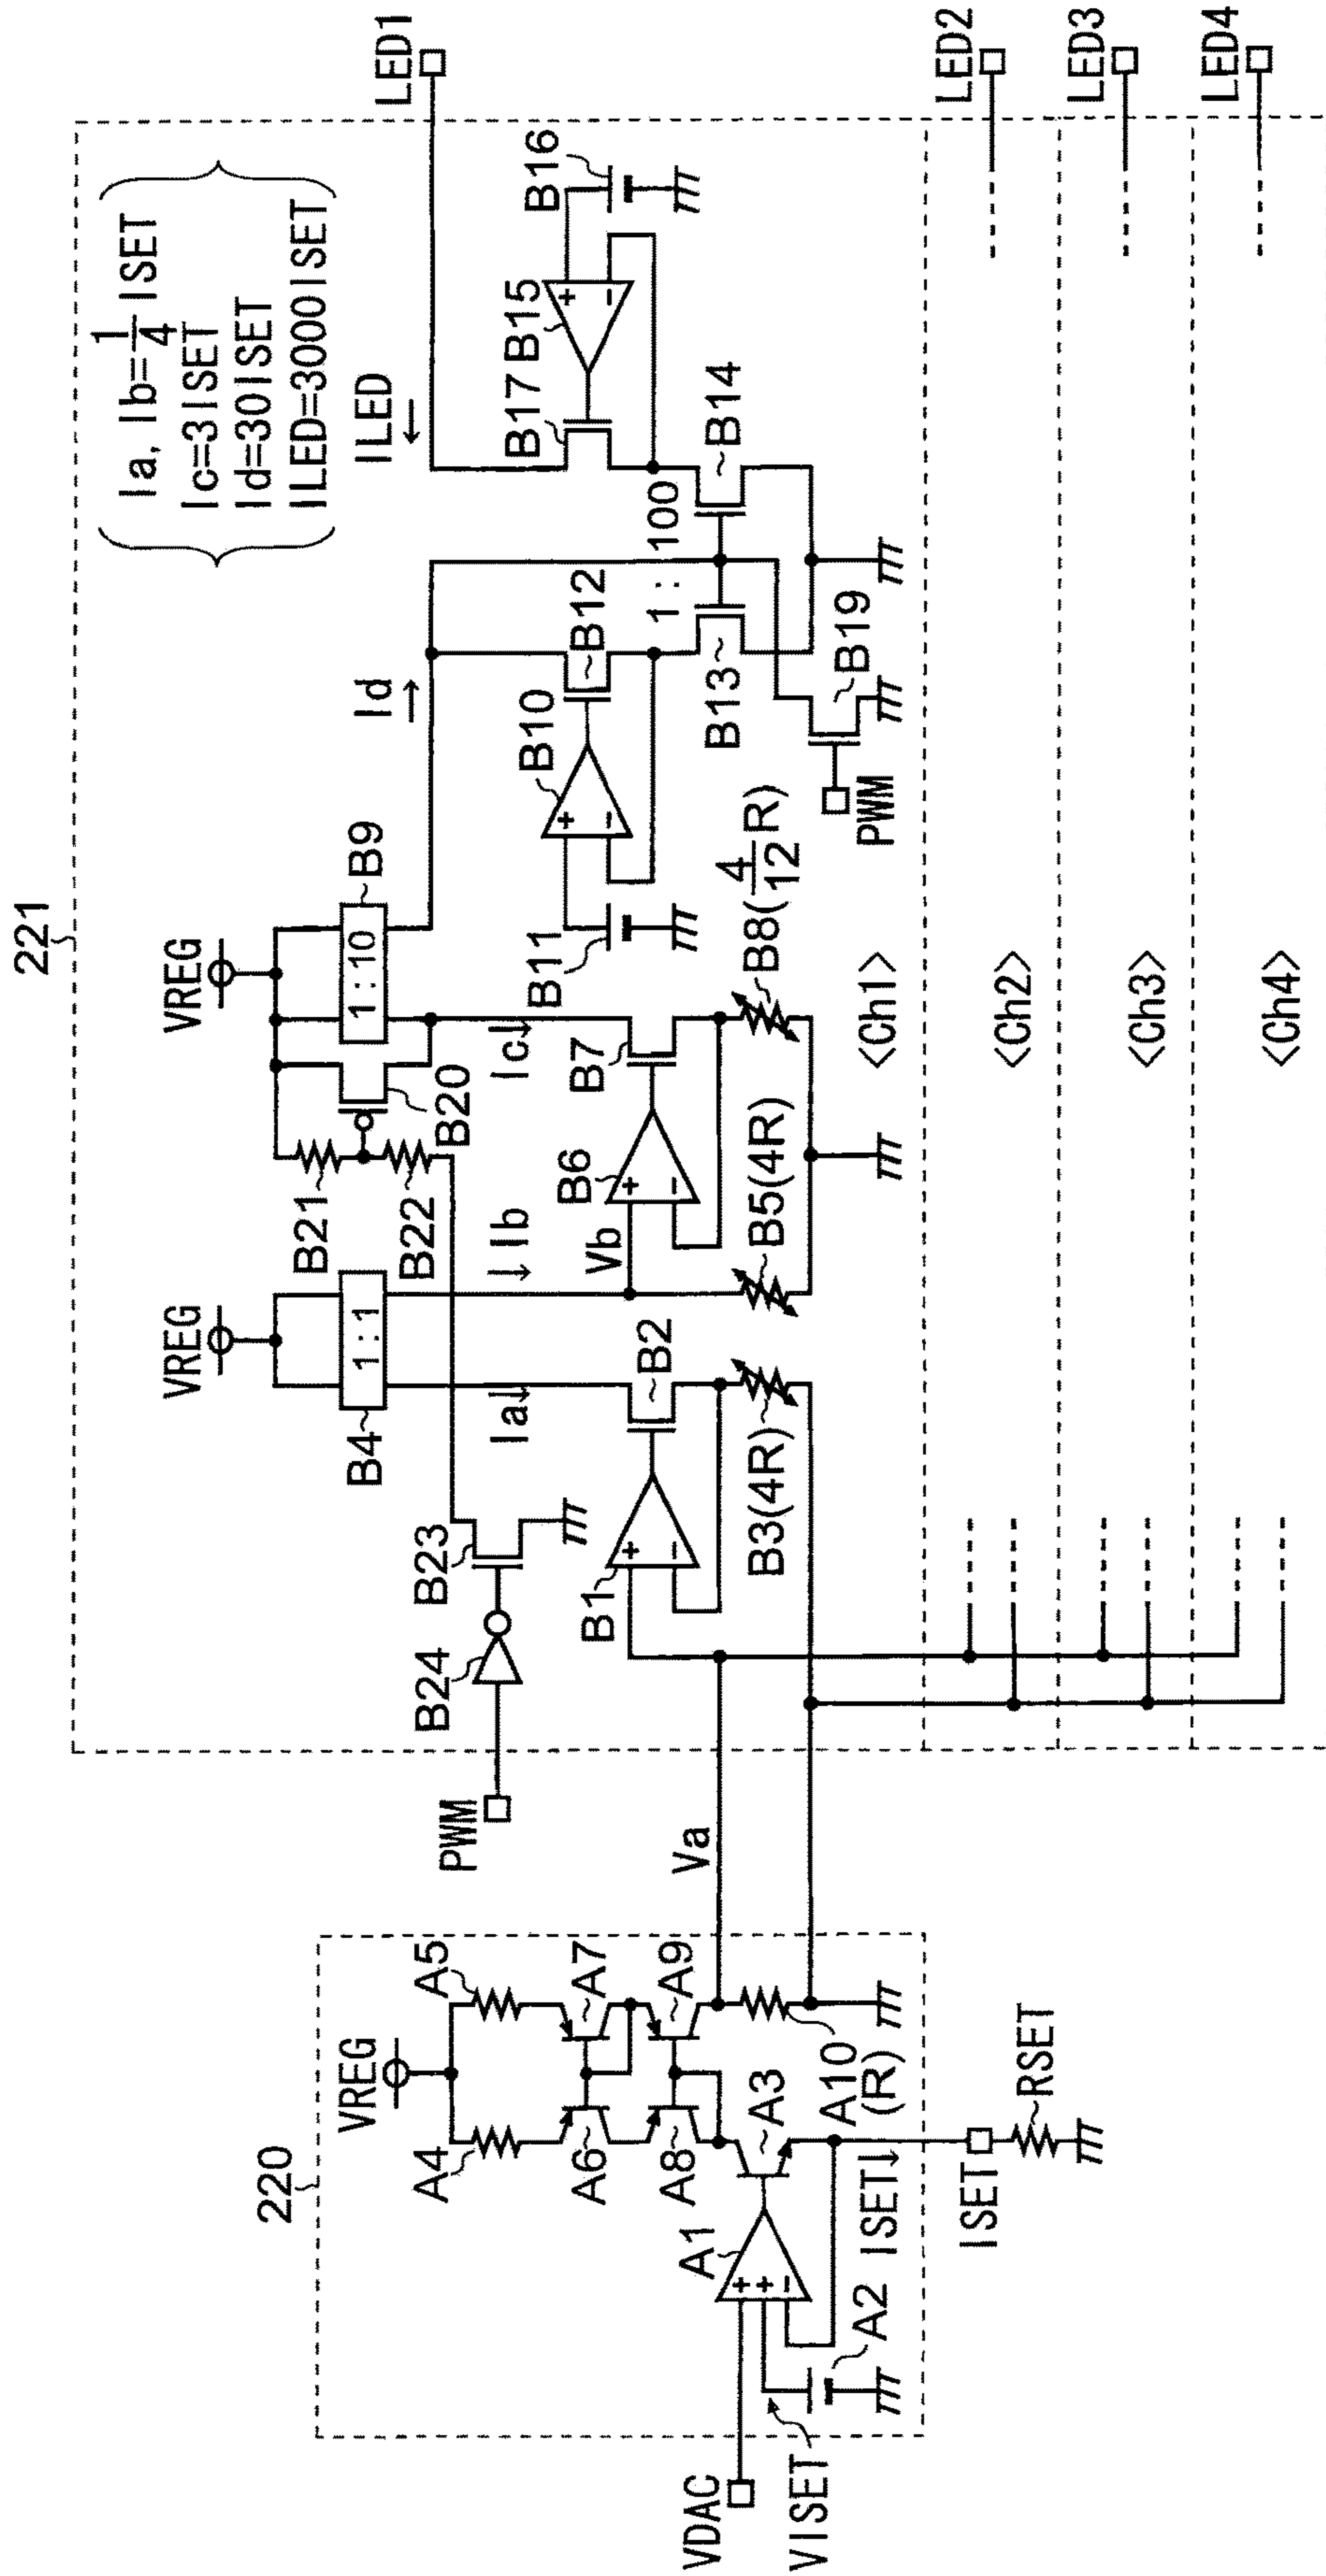 221
220
VREG
A4
A5
A6
A7
A8
A9
A1
A3
A10
(R)
A2
VDAC
VISET
ISET↓
ISET
RSET
Va
PWM
B24
B23
VREG
B4
1:1
Ia↓
↓Ib
B1
+
−
B2
B3(4R)
Vb
B5(4R)
B21
B22
B20
VREG
1:10
B9
Ic↓
B6
+
−
B7
B8(4/12 R)
Id
→
B11
B10
+
−
B12
B13
1 : 100
B14
PWM
B19
ILED
←
B17
B15
+
−
B16
Ia, Ib=1/4 ISET
Ic=3ISET
Id=30ISET
ILED=3000ISET
LED1
<Ch1>
<Ch2>
LED2
<Ch3>
LED3
<Ch4>
LED4